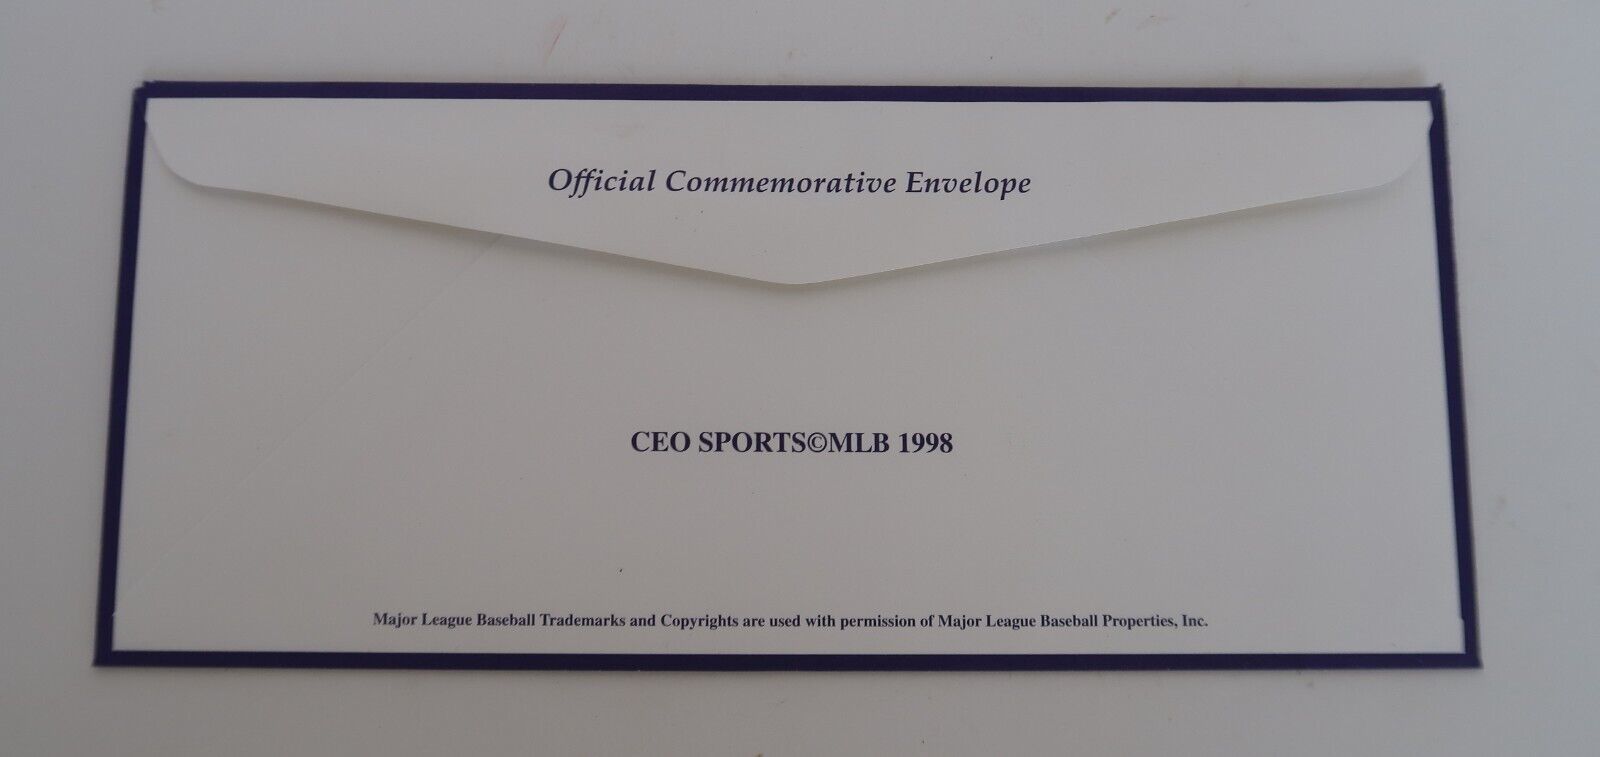 Official Commemorative Envelope
CEO SPORTS©MLB 1998
Major League Baseball Trademarks and Copyrights are used with permission of Major League Baseball Properties, Inc.